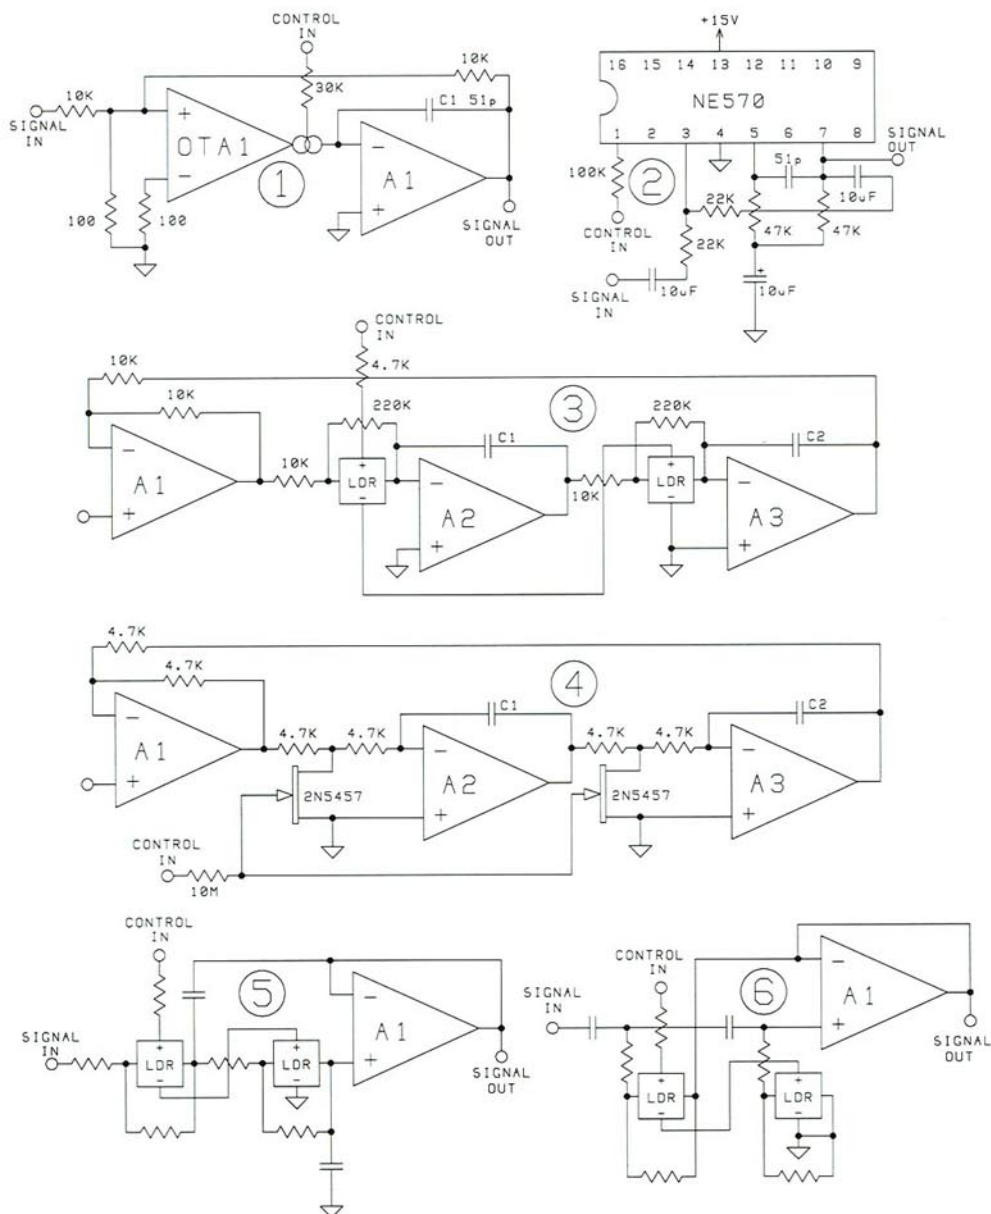 CONTROL
IN
30K
10K
C1 51p
10K
SIGNAL
IN
+
OTA1
−
100
100
1
−
A1
+
SIGNAL
OUT
+15V
16 15 14 13 12 11 10 9
NE570
1 2 3 4 5 6 7 8
SIGNAL
OUT
100K
2
51p
10uF
22K
CONTROL
IN
22K
47K
47K
10uF
SIGNAL
IN
+
10uF
CONTROL
IN
4.7K
10K
10K
220K
3
220K
C1
C2
−
A1
+
10K
+
LDR
−
−
A2
+
10K
+
LDR
−
−
A3
+
4.7K
4.7K
4
C1
C2
−
A1
+
4.7K
4.7K
2N5457
−
A2
+
4.7K
4.7K
2N5457
−
A3
+
CONTROL
IN
10M
CONTROL
IN
5
SIGNAL
IN
+
LDR
−
+
LDR
−
−
A1
+
SIGNAL
OUT
CONTROL
IN
6
SIGNAL
IN
+
LDR
−
+
LDR
−
−
A1
+
SIGNAL
OUT